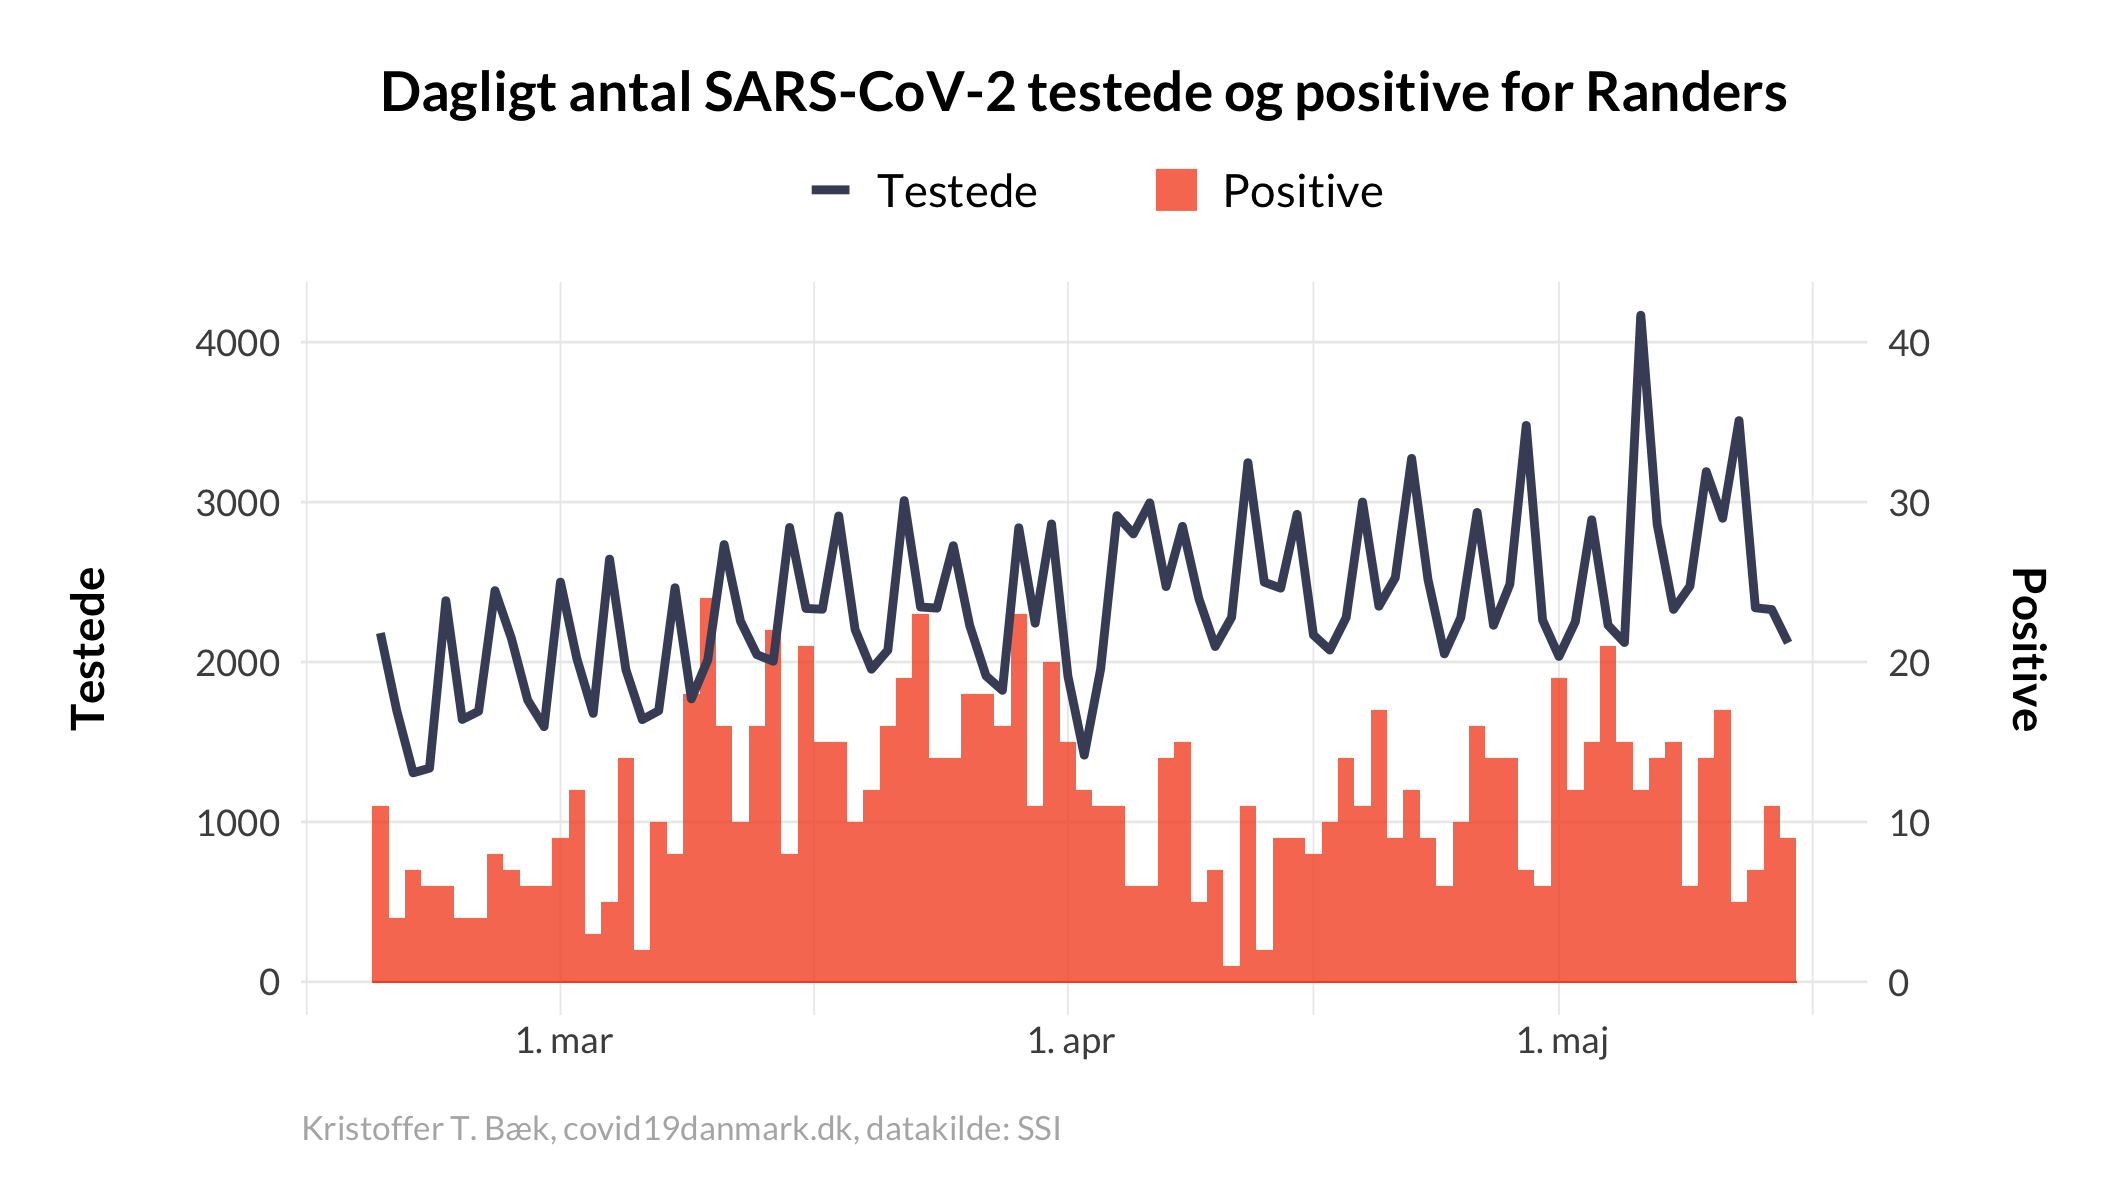 Dagligt antal SARS-CoV-2 testede og positive for Randers
Testede Positive
4000 40
3000 30
2000 20
1000 10
0 0
Testede
Positive
1. mar 1. apr 1. maj
Kristoffer T. Bæk, covid19danmark.dk, datakilde: SSI